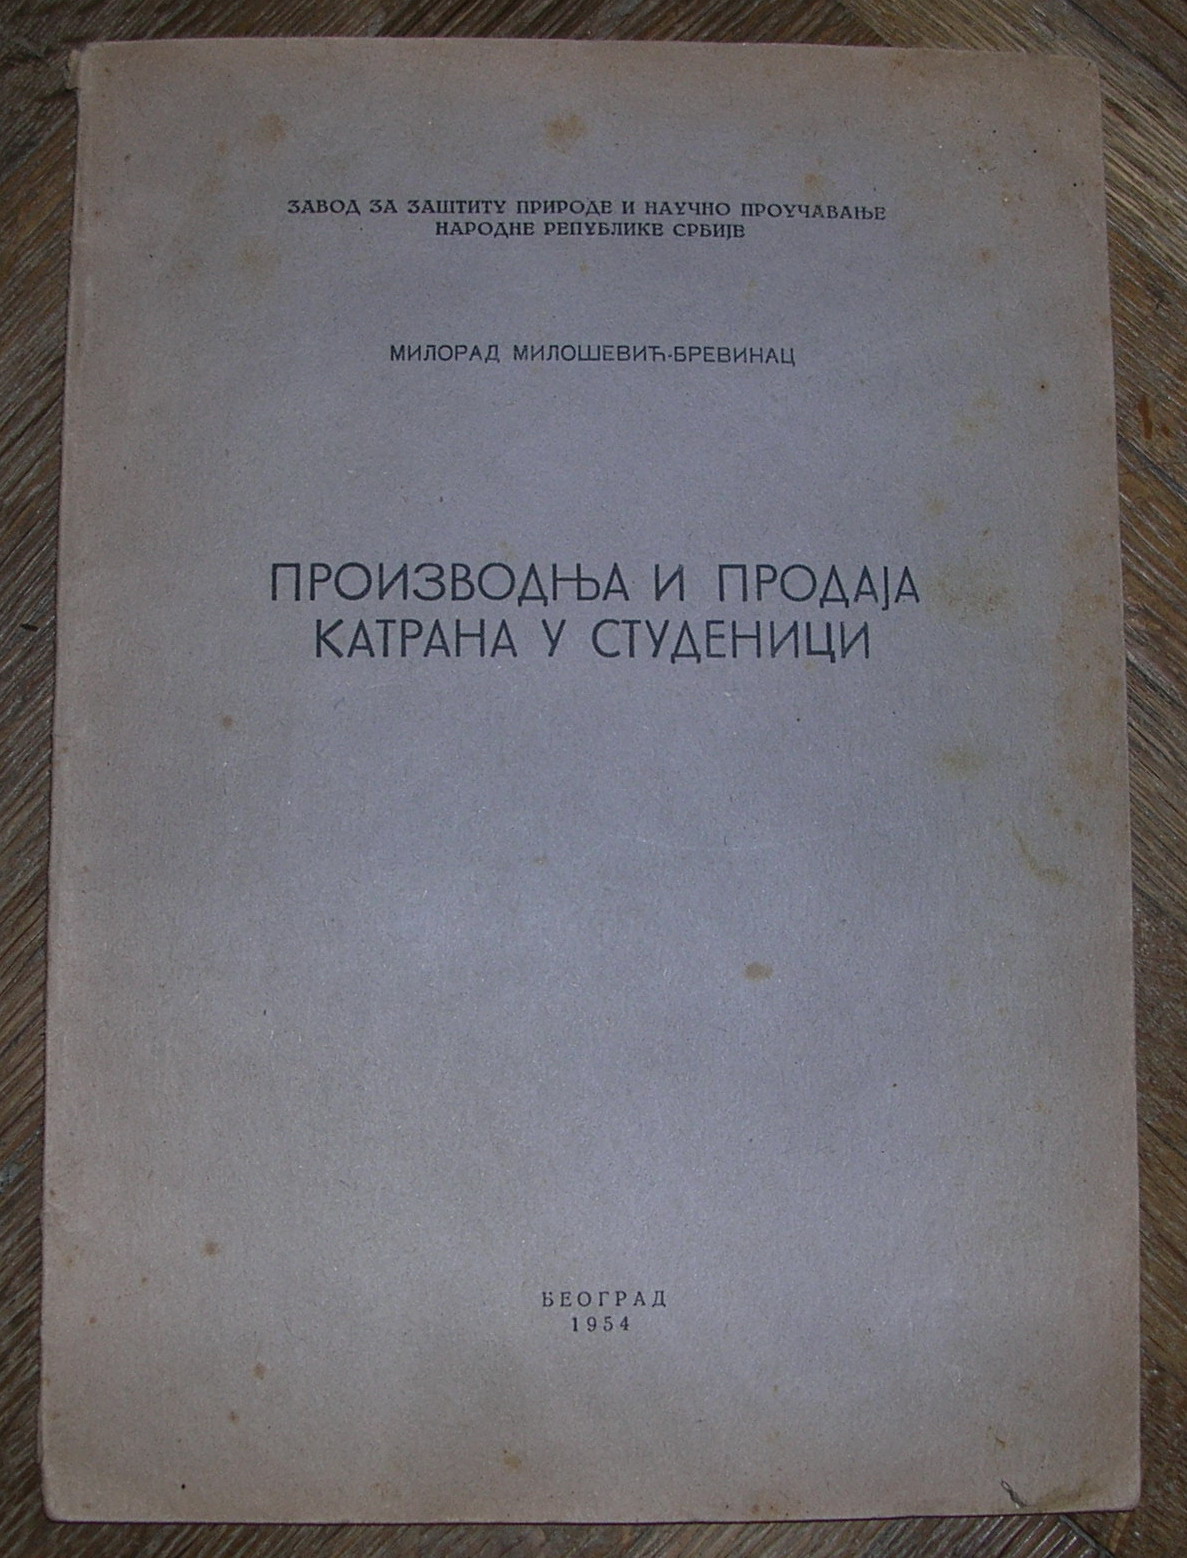 ЗАВОД ЗА ЗАШТИТУ ПРИРОДЕ И НАУЧНО ПРОУЧАВАЊЕ
НАРОДНЕ РЕПУБЛИКЕ СРБИЈЕ
МИЛОРАД МИЛОШЕВИЋ-БРЕВИНАЦ
ПРОИЗВОДЊА И ПРОДАЈА
КАТРАНА У СТУДЕНИЦИ
БЕОГРАД
1954